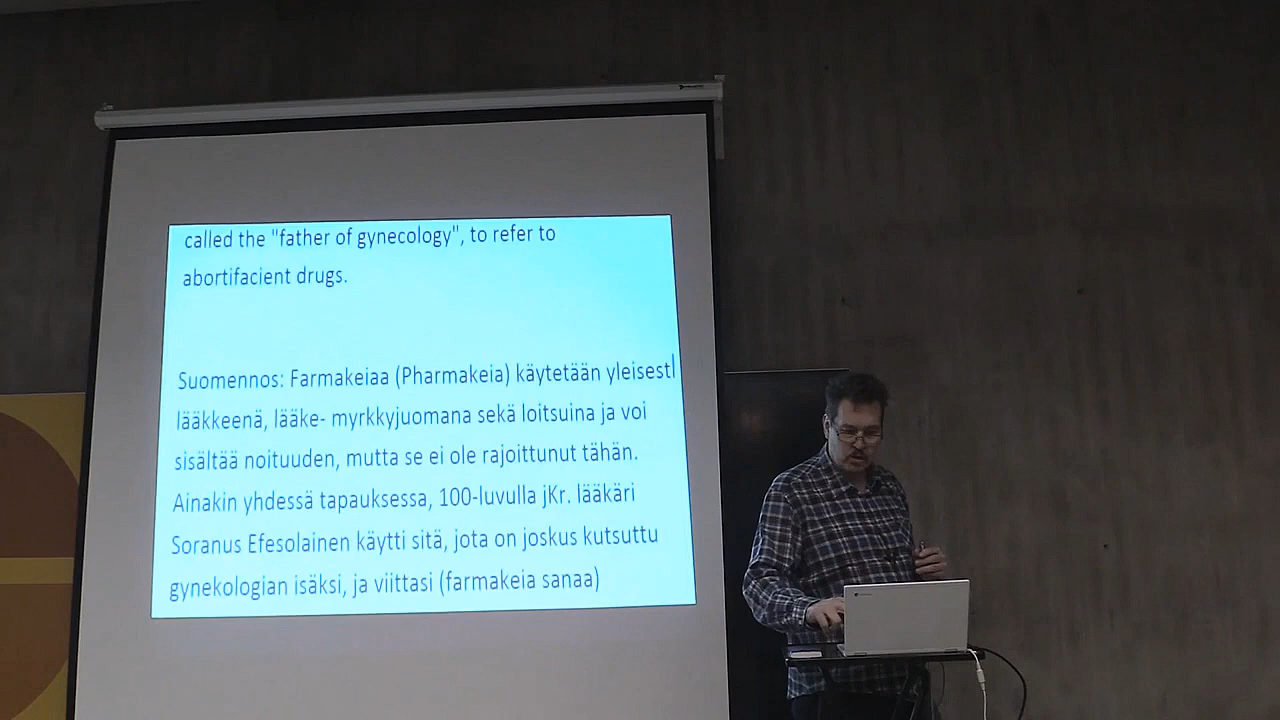 called the "father of gynecology", to refer to
abortifacient drugs.
Suomennos: Farmakeiaa (Pharmakeia) käytetään yleisesti
lääkkeenä, lääke- myrkkyjuomana sekä loitsuina ja voi
sisältää noituuden, mutta se ei ole rajoittunut tähän.
Ainakin yhdessä tapauksessa, 100-luvulla jKr. lääkäri
Soranus Efesolainen käytti sitä, jota on joskus kutsuttu
gynekologian isäksi, ja viittasi (farmakeia sanaa)